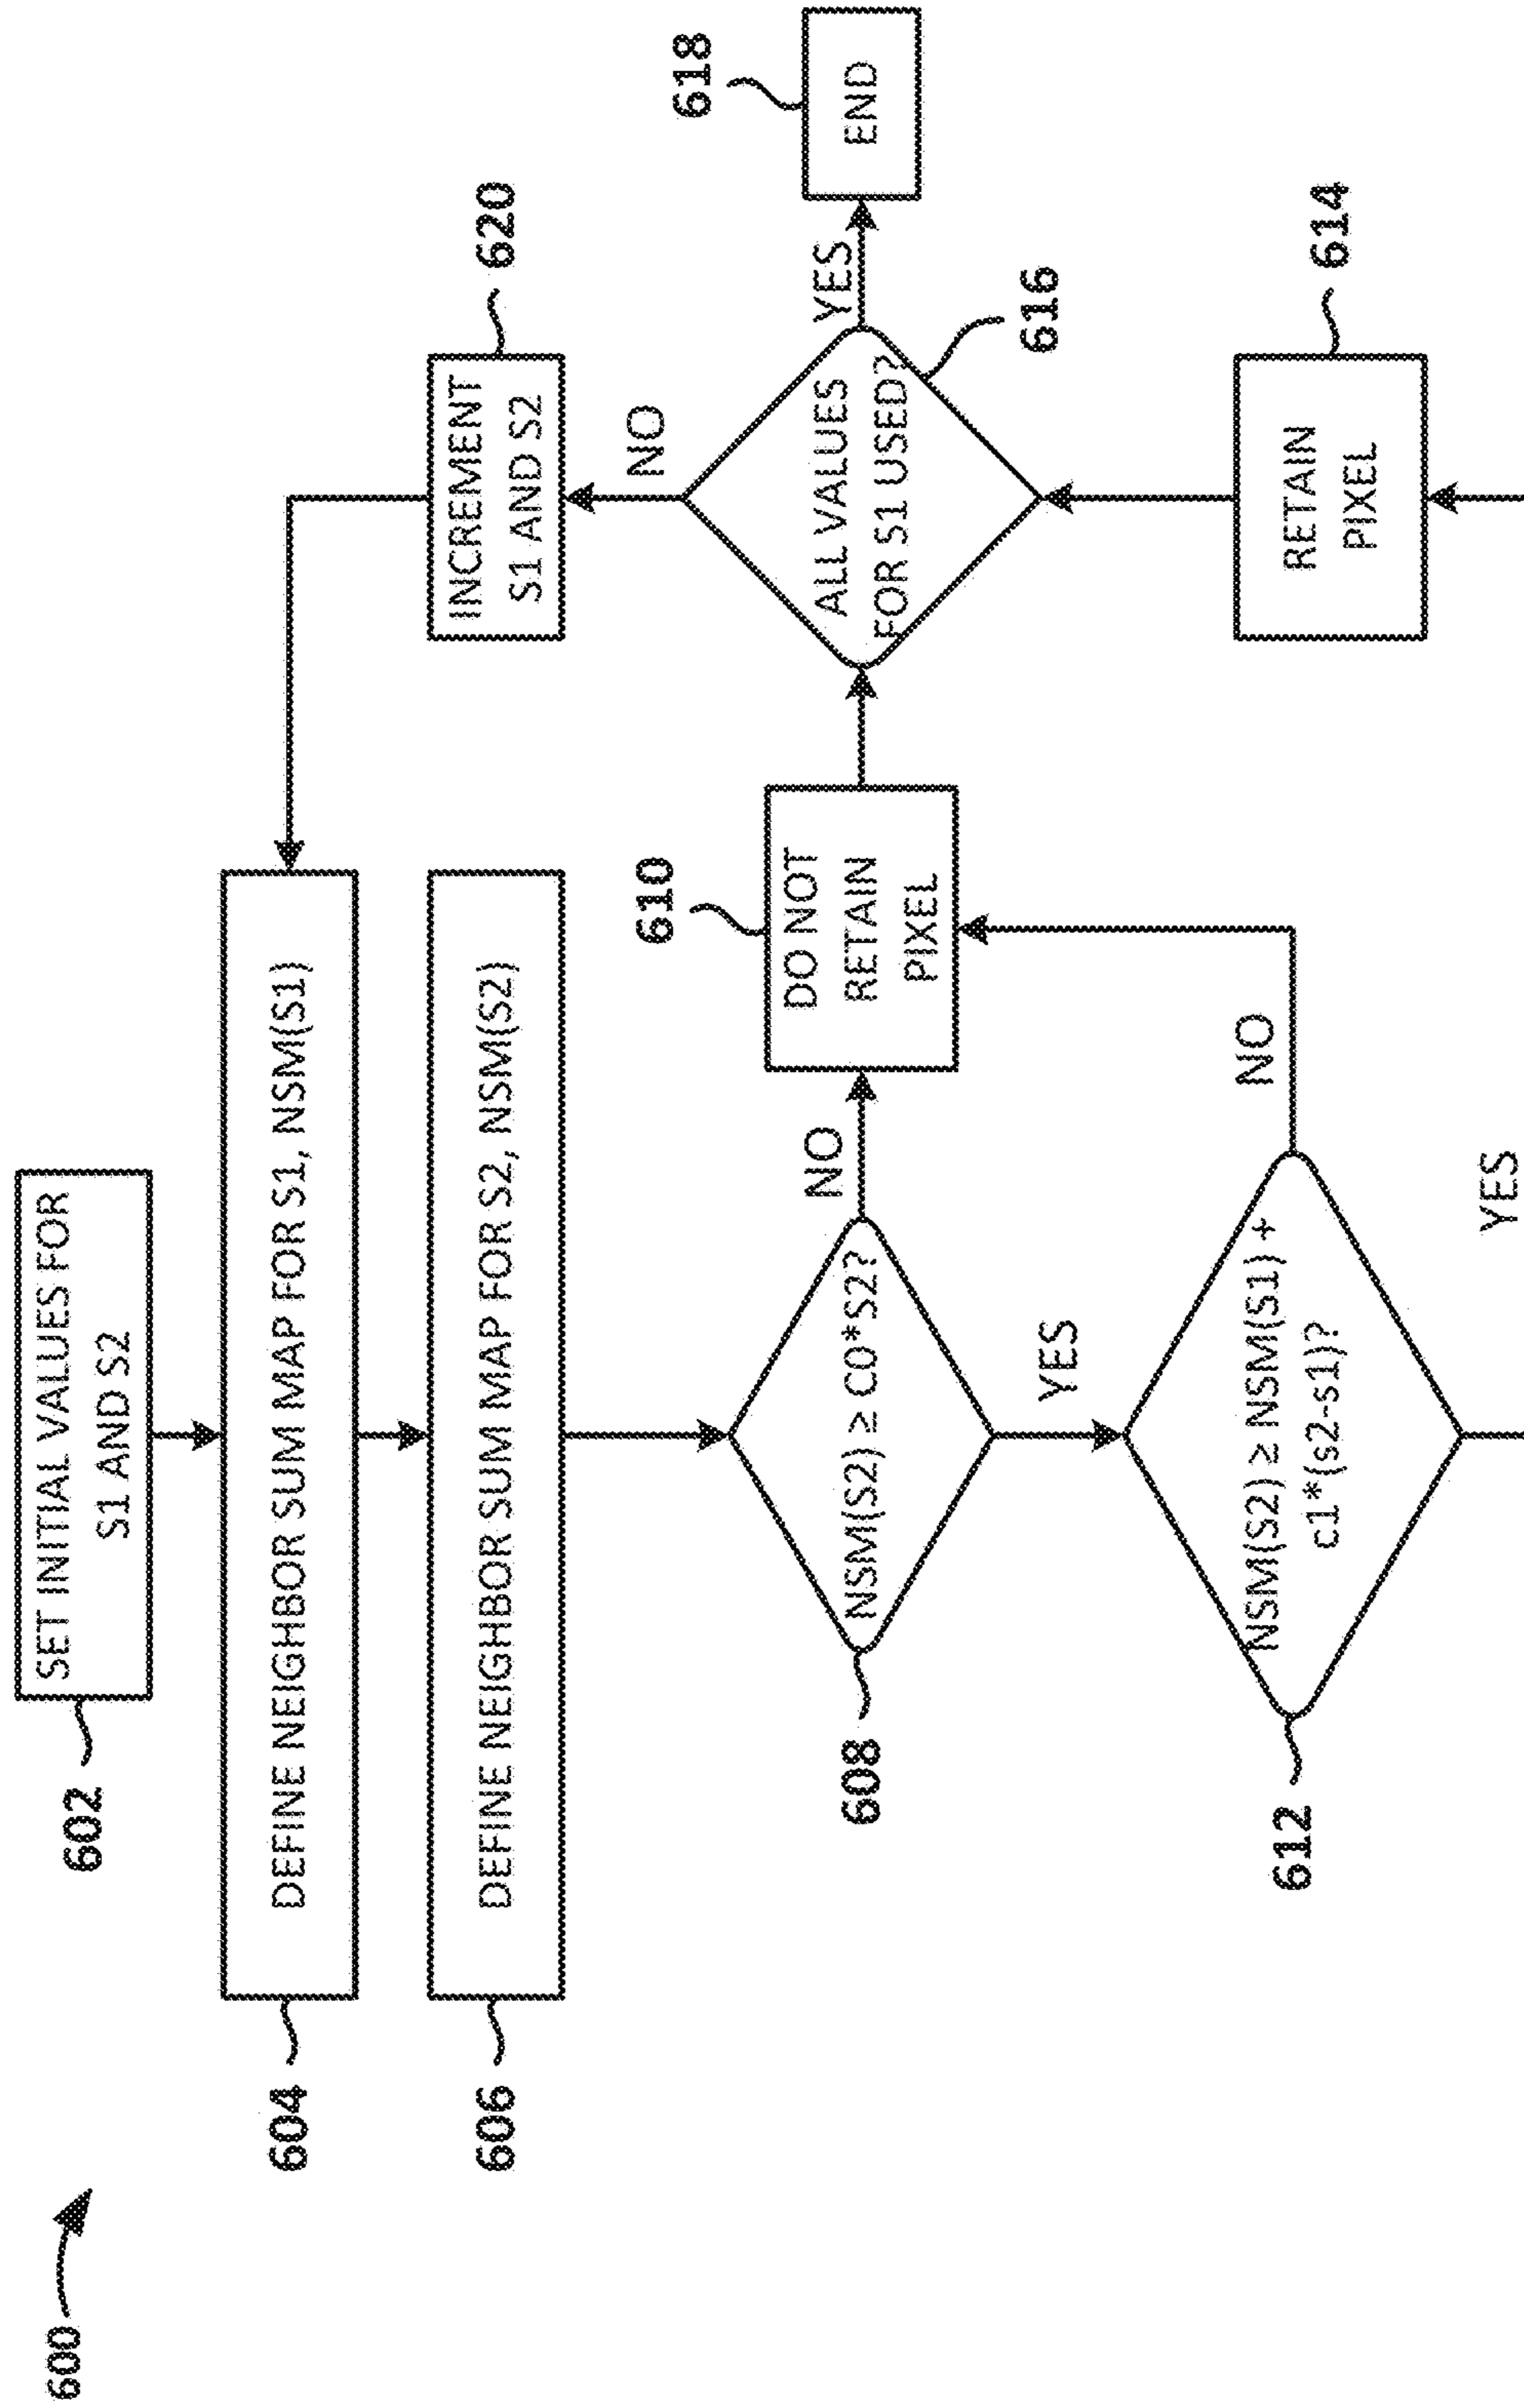 600
602
SET INITIAL VALUES FOR
S1 AND S2
604
DEFINE NEIGHBOR SUM MAP FOR S1, NSM(S1)
606
DEFINE NEIGHBOR SUM MAP FOR S2, NSM(S2)
620
INCREMENT
S1 AND S2
NO
608
NSM(S2) ≥ C0*S2?
NO
610
DO NOT
RETAIN
PIXEL
ALL VALUES
FOR S1 USED?
616
YES
618
END
YES
612
NSM(S2) ≥ NSM(S1) +
c1*(s2-s1)?
NO
614
RETAIN
PIXEL
YES